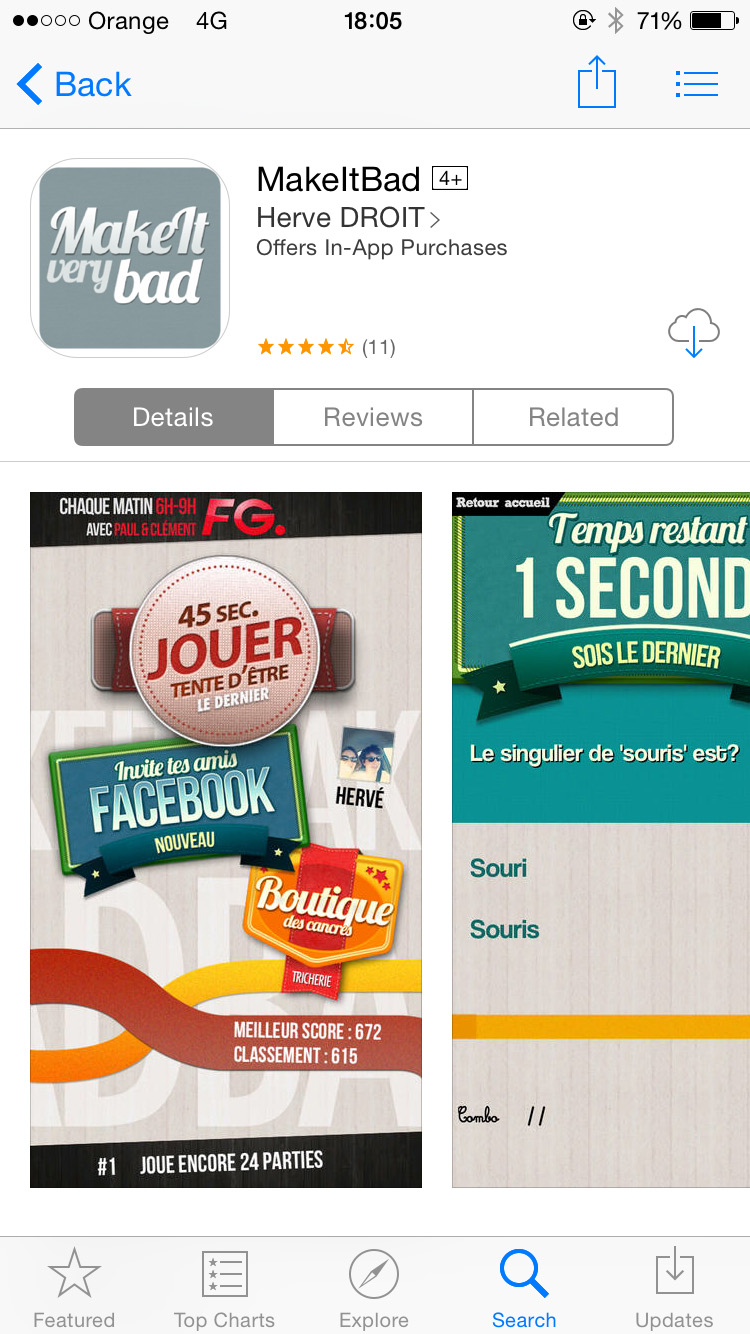 Orange 4G 18:05 71%
Back
MakeItBad 4+
Herve DROIT
Offers In-App Purchases
(11)
MakeIt
very bad
Details Reviews Related
CHAQUE MATIN 6H-9H
AVEC PAUL & CLÉMENT
FG.
45 SEC.
JOUER
TENTE D'ÊTRE
LE DERNIER
Invite tes amis
FACEBOOK
NOUVEAU
HERVÉ
Boutique
des cancres
TRICHERIE
MEILLEUR SCORE : 672
CLASSEMENT : 615
#1 JOUE ENCORE 24 PARTIES
Retour accueil
Temps restant
1 SECOND
SOIS LE DERNIER
Le singulier de 'souris' est?
Souri
Souris
Combo //
Featured Top Charts Explore Search Updates